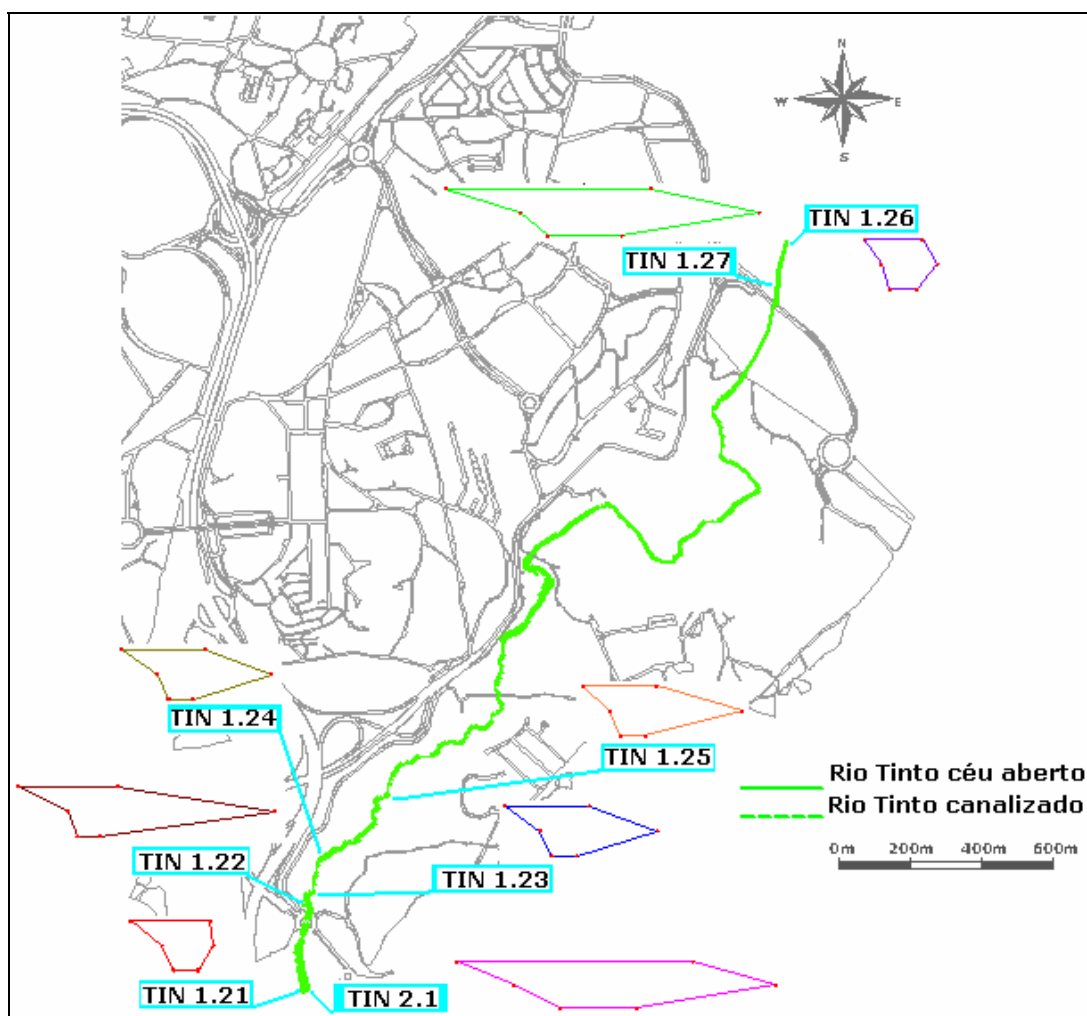 N
W E
S
TIN 1.26
TIN 1.27
TIN 1.24
TIN 1.25
Rio Tinto céu aberto
Rio Tinto canalizado
0m 200m 400m 600m
TIN 1.22
TIN 1.23
TIN 1.21
TIN 2.1